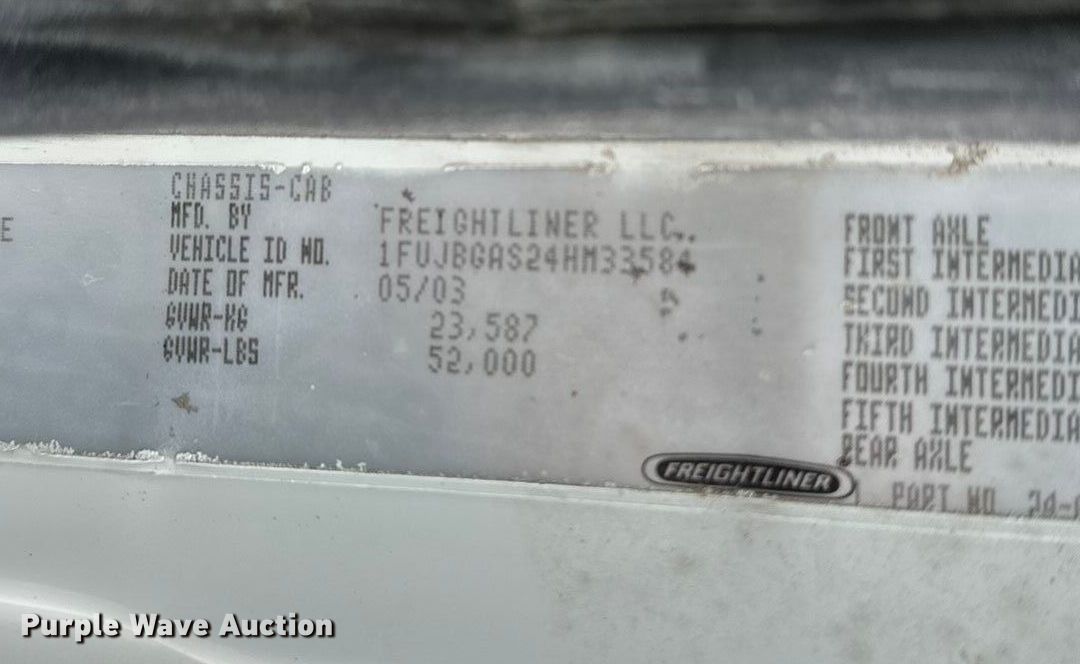 CHASSIS-CAB
MFD. BY FREIGHTLINER LLC.
VEHICLE ID NO. 1FUJBGAS24HM33584
DATE OF MFR. 05/03
GVWR-KG 23,587
GVWR-LBS 52,000
E
FRONT AXLE
FIRST INTERMEDIA
SECOND INTERMEDI
THIRD INTERMEDIA
FOURTH INTERMEDI
FIFTH INTERMEDIA
REAR AXLE
FREIGHTLINER
PART NO. 24-
Purple Wave Auction